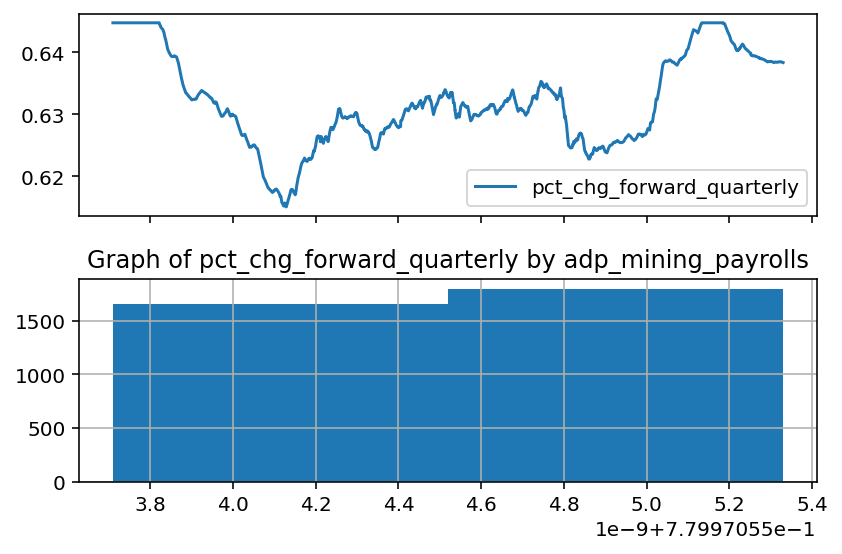 0.64
0.63
0.62
pct_chg_forward_quarterly
Graph of pct_chg_forward_quarterly by adp_mining_payrolls
1500
1000
500
0
3.8 4.0 4.2 4.4 4.6 4.8 5.0 5.2 5.4
1e−9+7.7997055e−1